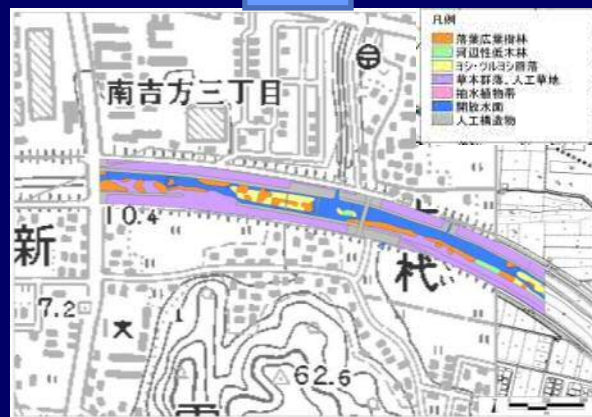 凡例
落葉広葉樹林
河辺性低木林
ヨシ・ツルヨシ群落
草本群落、人工草地
抽水植物帯
開放水面
人工構造物
南吉方三丁目
10.4
新
7.2
文
62.6